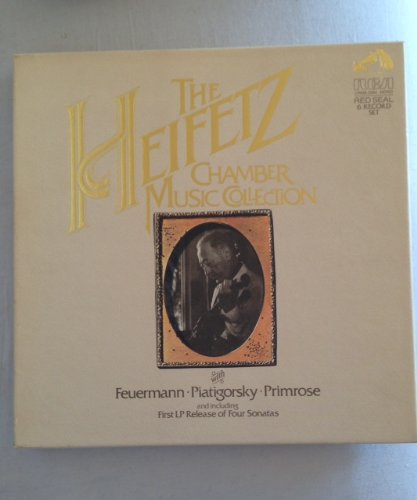 THE
HEIFETZ
CHAMBER
MUSIC COLLECTION
RCA
RED SEAL
6 RECORD
SET
with
Feuermann · Piatigorsky · Primrose
and including
First LP Release of Four Sonatas